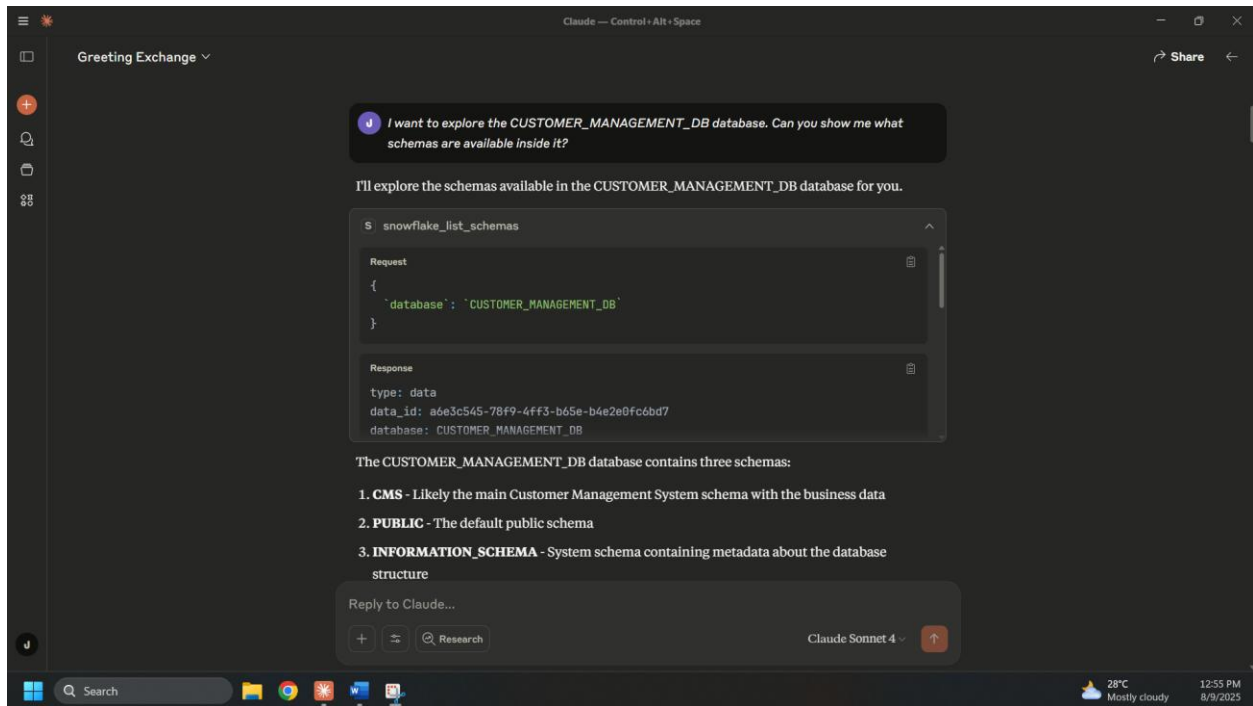 Claude — Control+Alt+Space
Greeting Exchange
Share
J
I want to explore the CUSTOMER_MANAGEMENT_DB database. Can you show me what
schemas are available inside it?
I'll explore the schemas available in the CUSTOMER_MANAGEMENT_DB database for you.
S snowflake_list_schemas
Request
{
`database`: `CUSTOMER_MANAGEMENT_DB`
}
Response
type: data
data_id: a6e3c545-78f9-4ff3-b65e-b4e2e0fc6bd7
database: CUSTOMER_MANAGEMENT_DB
The CUSTOMER_MANAGEMENT_DB database contains three schemas:
1. CMS - Likely the main Customer Management System schema with the business data
2. PUBLIC - The default public schema
3. INFORMATION_SCHEMA - System schema containing metadata about the database
structure
Reply to Claude...
Research
Claude Sonnet 4
J
Search
28°C
Mostly cloudy
12:55 PM
8/9/2025